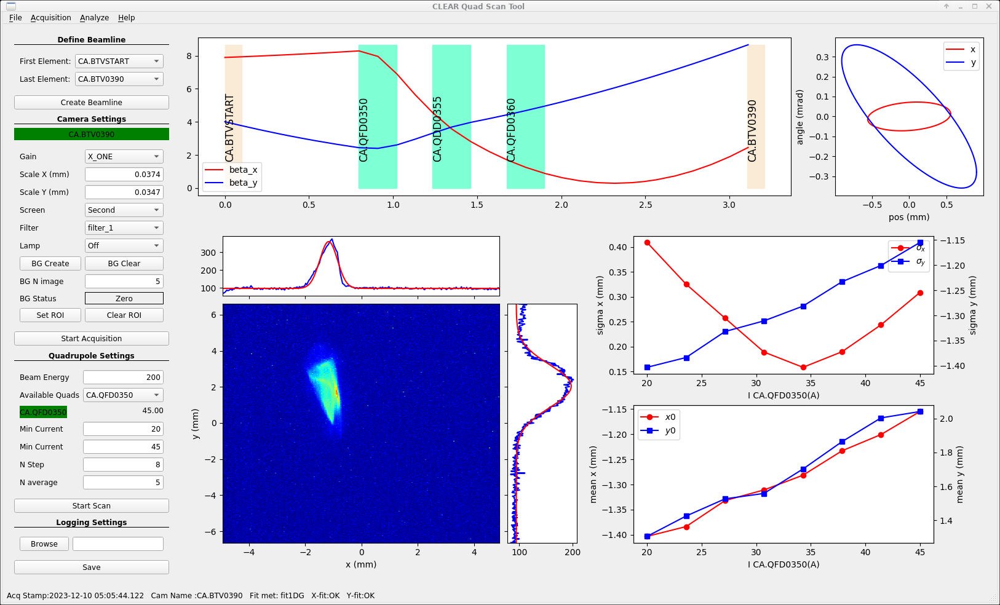 CLEAR Quad Scan Tool
File Acquisition Analyze Help
Define Beamline
First Element: CA.BTVSTART
Last Element: CA.BTV0390
Create Beamline
Camera Settings
CA.BTV0390
Gain X_ONE
Scale X (mm) 0.0374
Scale Y (mm) 0.0347
Screen Second
Filter filter_1
Lamp Off
BG Create BG Clear
BG N image 5
BG Status Zero
Set ROI Clear ROI
Start Acquisition
Quadrupole Settings
Beam Energy 200
Available Quads CA.QFD0350
CA.QFD0350 45.00
Min Current 20
Min Current 45
N Step 8
N average 5
Start Scan
Logging Settings
Browse
Save
8
6
4
2
0
CA.BTVSTART
CA.QFD0350
CA.QDD0355
CA.QFD0360
CA.BTV0390
beta_x
beta_y
0.0 0.5 1.0 1.5 2.0 2.5 3.0
angle (mrad)
0.3
0.2
0.1
0.0
−0.1
−0.2
−0.3
x
y
−0.5 0.0 0.5
pos (mm)
300
200
100
y (mm)
6
4
2
0
−2
−4
−6
−4 −2 0 2 4
x (mm)
100 200
sigma x (mm)
0.40
0.35
0.30
0.25
0.20
0.15
σx
σy
−1.15
−1.20
−1.25
−1.30
−1.35
−1.40
sigma y (mm)
20 25 30 35 40 45
I CA.QFD0350(A)
mean x (mm)
−1.15
−1.20
−1.25
−1.30
−1.35
−1.40
x0
y0
2.0
1.8
1.6
1.4
mean y (mm)
20 25 30 35 40 45
I CA.QFD0350(A)
Acq Stamp:2023-12-10 05:05:44.122 Cam Name :CA.BTV0390 Fit met: fit1DG X-fit:OK Y-fit:OK